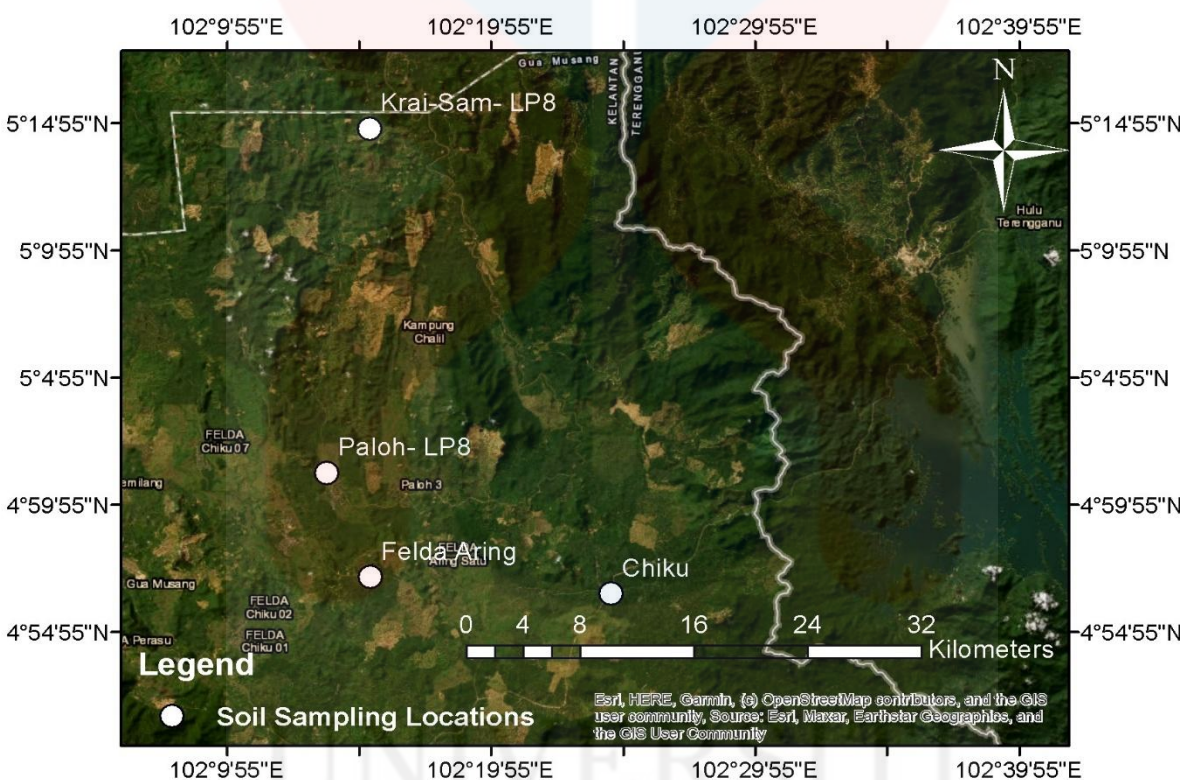 102°9'55"E 102°19'55"E 102°29'55"E 102°39'55"E
Gua Musang
KELANTAN
TERENGGANU
N
Krai-Sam- LP8
5°14'55"N 5°14'55"N
Hulu
Terengganu
5°9'55"N 5°9'55"N
Kampung
Chalil
5°4'55"N 5°4'55"N
FELDA
Chiku 07
Paloh- LP8
emilang
Paloh 3
4°59'55"N 4°59'55"N
Felda Aring
FELDA
Aring Satu
Chiku
Gua Musang
FELDA
Chiku 02
FELDA
Chiku 01
A Perasu
4°54'55"N 4°54'55"N
0 4 8 16 24 32
Kilometers
Legend
Soil Sampling Locations
Esri, HERE, Garmin, (c) OpenStreetMap contributors, and the GIS
user community, Source: Esri, Maxar, Earthstar Geographics, and
the GIS User Community
102°9'55"E 102°19'55"E 102°29'55"E 102°39'55"E